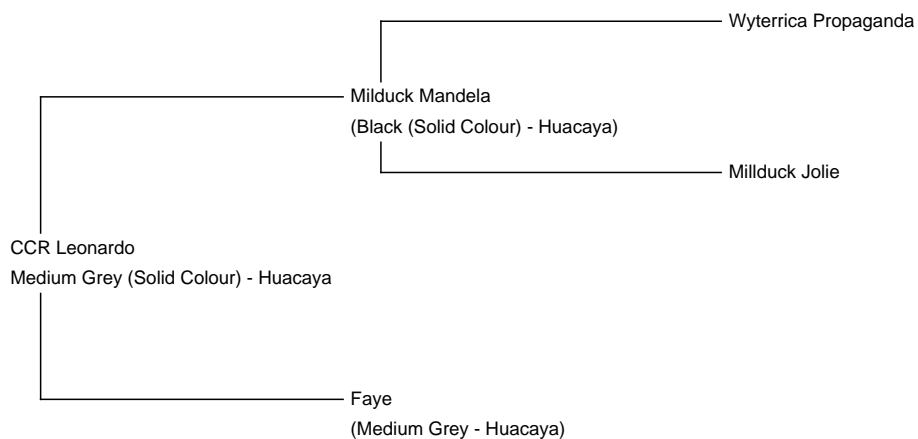 Wyterrica Propaganda
Milduck Mandela
(Black (Solid Colour) - Huacaya)
Millduck Jolie
CCR Leonardo
Medium Grey (Solid Colour) - Huacaya
Faye
(Medium Grey - Huacaya)